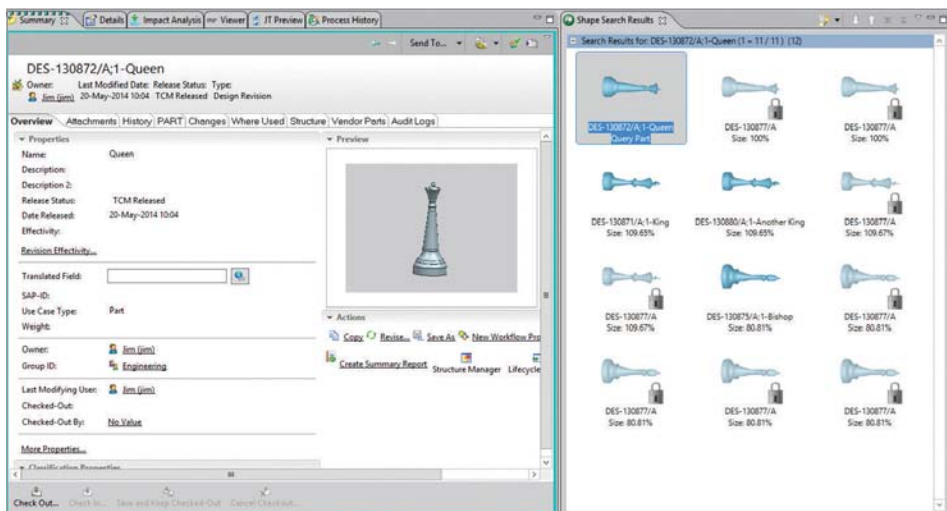 Summary Details Impact Analysis Viewer JT Preview Process History
Send To...
DES-130872/A;1-Queen
Owner: Last Modified Date: Release Status: Type:
Jim (jim) 20-May-2014 10:04 TCM Released Design Revision
Overview Attachments History PART Changes Where Used Structure Vendor Parts Audit Logs
Properties
Name: Queen
Description:
Description 2:
Release Status: TCM Released
Date Released: 20-May-2014 10:04
Effectivity:
Revision Effectivity...
Translated Field:
SAP-ID:
Use Case Type: Part
Weight:
Owner: Jim (jim)
Group ID: Engineering
Last Modifying User: Jim (jim)
Checked-Out:
Checked-Out By: No Value
More Properties...
Classification Properties
Check Out... Check In... Save and Keep Checked-Out Cancel Checkout...
Preview
Actions
Copy Revise... Save As New Workflow Pro
Create Summary Report Structure Manager Lifecycle
Shape Search Results
Search Results for: DES-130872/A;1-Queen (1 - 11 / 11) (12)
DES-130872/A;1-Queen
Query Part
DES-130877/A
Size: 100%
DES-130877/A
Size: 100%
DES-130871/A;1-King
Size: 109.65%
DES-130880/A;1-Another King
Size: 109.65%
DES-130877/A
Size: 109.67%
DES-130877/A
Size: 109.67%
DES-130875/A;1-Bishop
Size: 80.81%
DES-130877/A
Size: 80.81%
DES-130877/A
Size: 80.81%
DES-130877/A
Size: 80.81%
DES-130877/A
Size: 80.81%